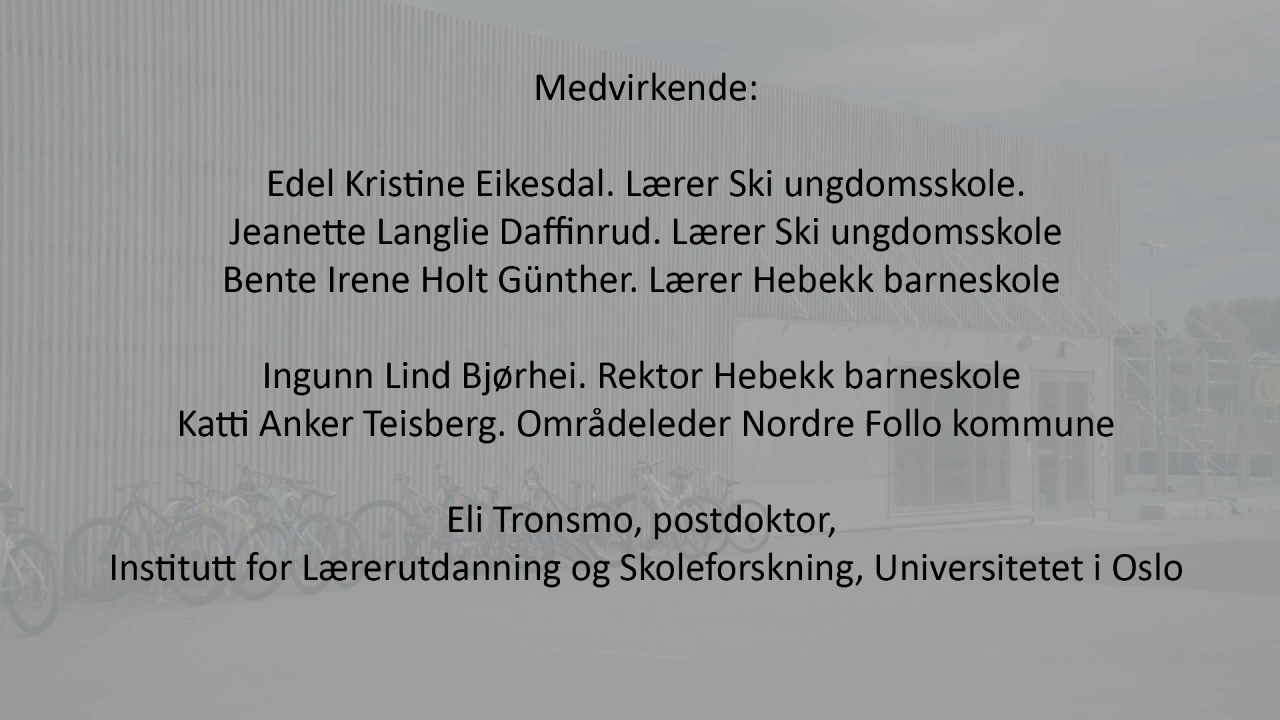 Medvirkende:
Edel Kristine Eikesdal. Lærer Ski ungdomsskole.
Jeanette Langlie Daffinrud. Lærer Ski ungdomsskole
Bente Irene Holt Günther. Lærer Hebekk barneskole
Ingunn Lind Bjørhei. Rektor Hebekk barneskole
Katti Anker Teisberg. Områdeleder Nordre Follo kommune
Eli Tronsmo, postdoktor,
Institutt for Lærerutdanning og Skoleforskning, Universitetet i Oslo